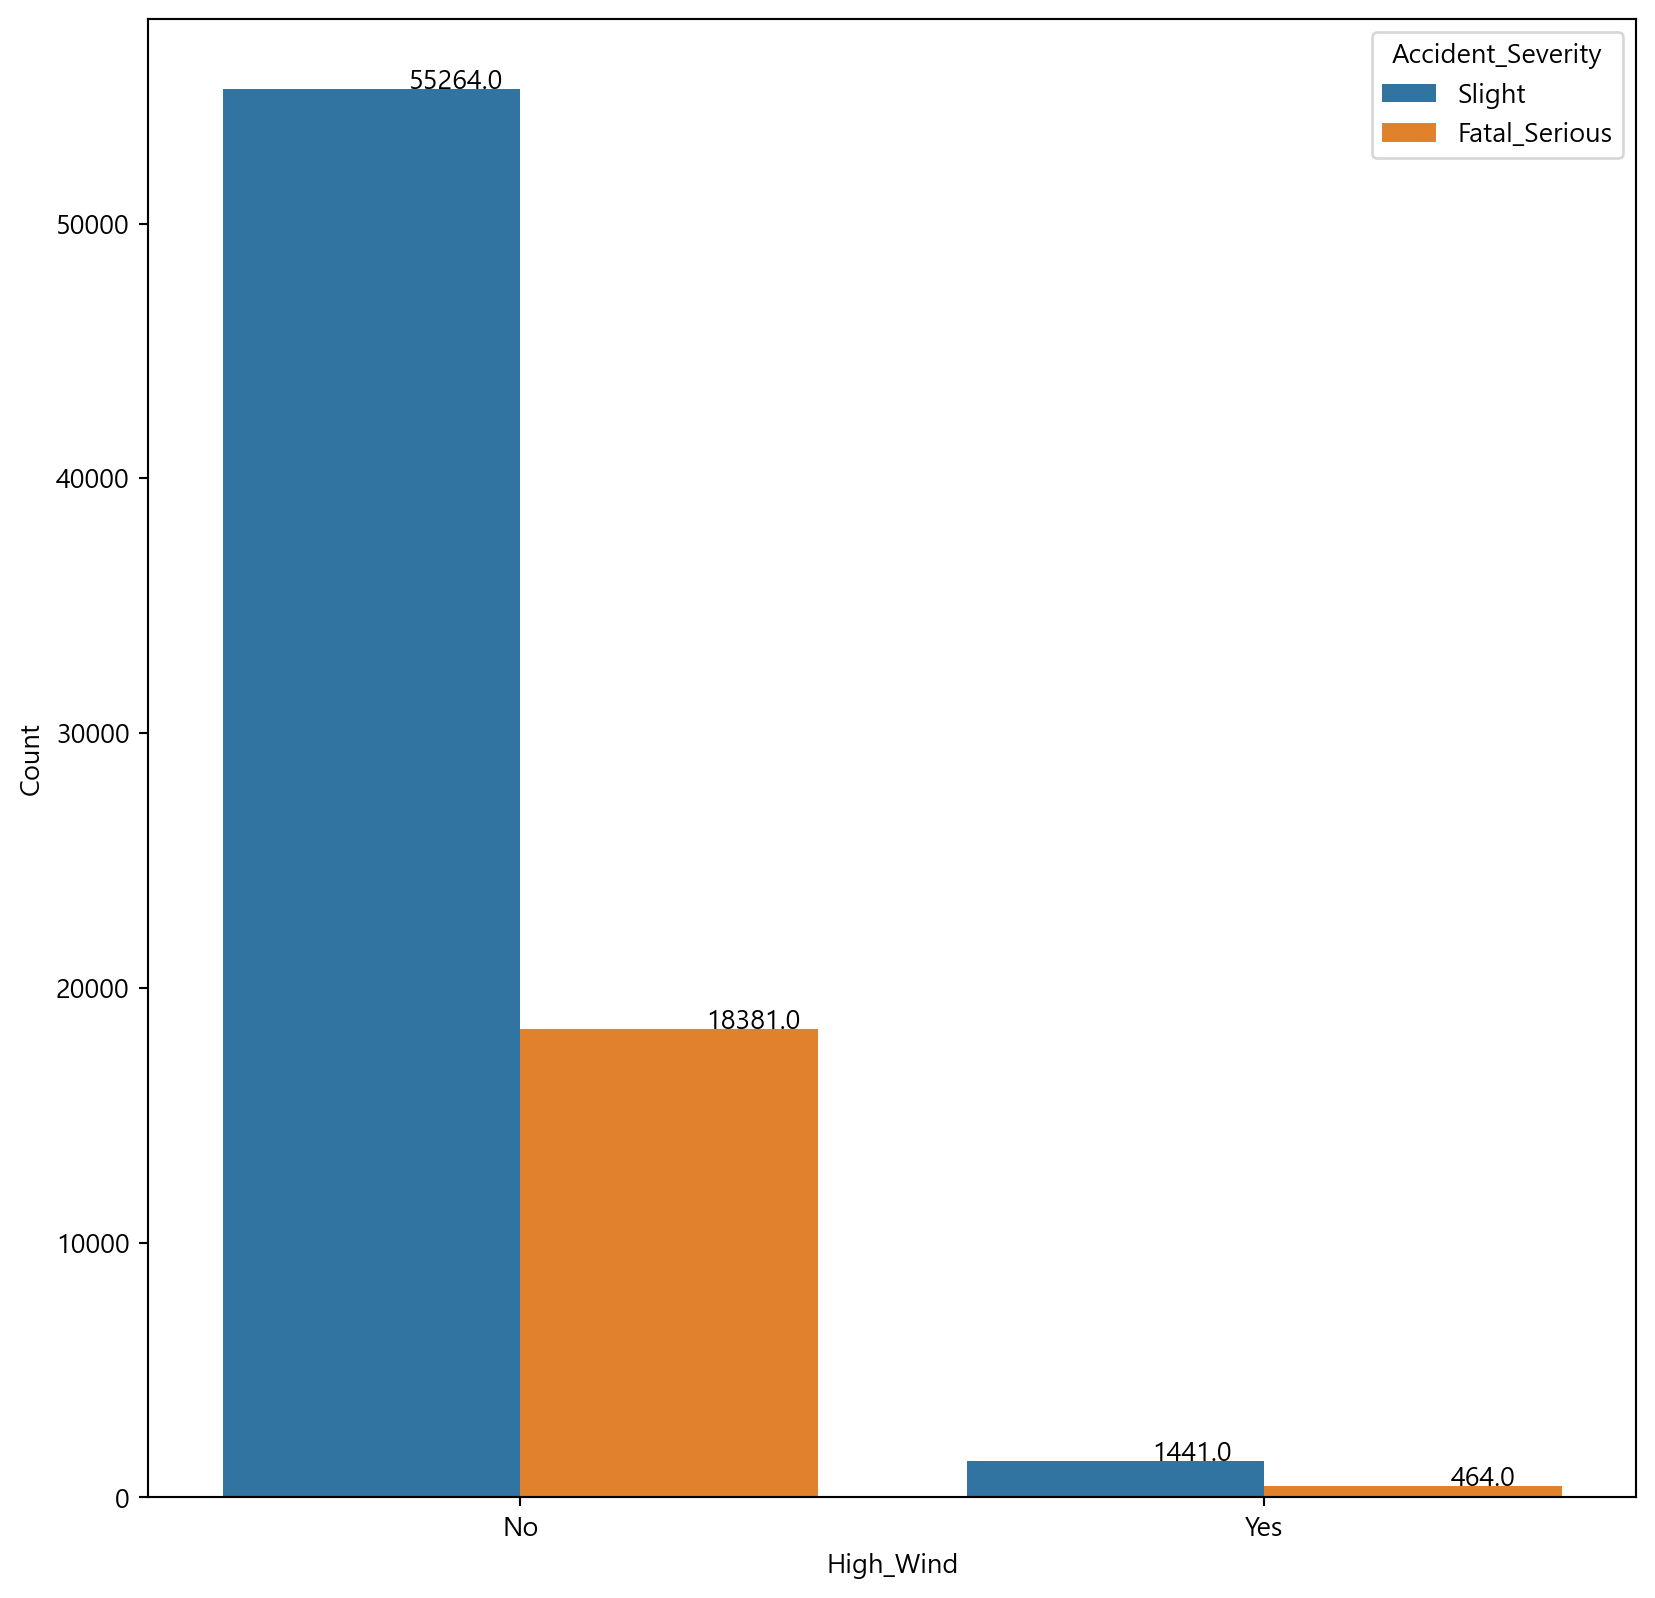 Accident_Severity
Slight
Fatal_Serious
55264.0
18381.0
1441.0
464.0
50000
40000
30000
20000
10000
0
Count
No
Yes
High_Wind